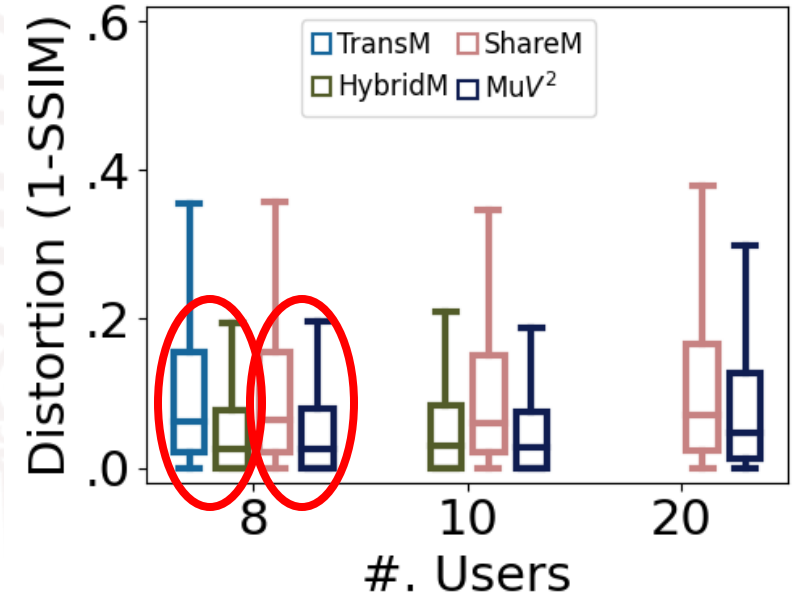 Distortion (1-SSIM)
.6
.4
.2
.0
TransM
ShareM
HybridM
MuV²
8
10
20
#. Users